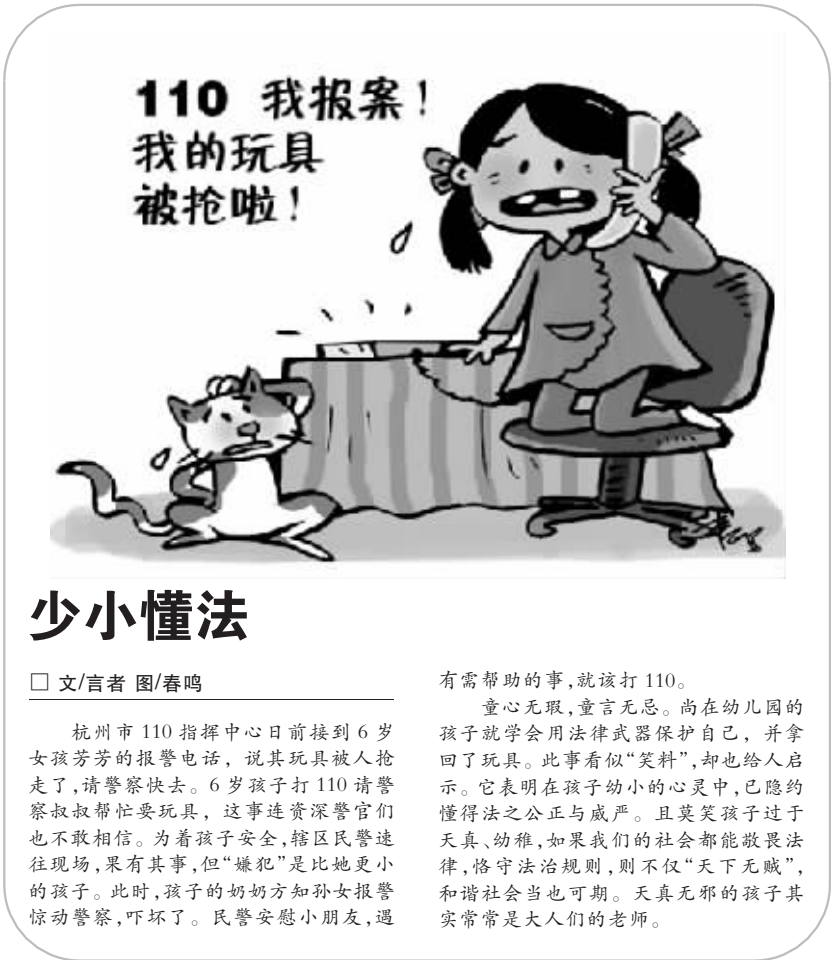 110 我报案！
我的玩具
被抢啦！
少小懂法
□ 文/言者 图/春鸣
杭州市 110 指挥中心日前接到 6 岁
女孩芳芳的报警电话，说其玩具被人抢
走了,请警察快去。6 岁孩子打 110 请警
察叔叔帮忙要玩具，这事连资深警官们
也不敢相信。为着孩子安全,辖区民警速
往现场,果有其事,但“嫌犯”是比她更小
的孩子。此时,孩子的奶奶方知孙女报警
惊动警察,吓坏了。民警安慰小朋友,遇
有需帮助的事,就该打 110。
童心无瑕,童言无忌。尚在幼儿园的
孩子就学会用法律武器保护自己，并拿
回了玩具。此事看似“笑料”,却也给人启
示。它表明在孩子幼小的心灵中,已隐约
懂得法之公正与威严。且莫笑孩子过于
天真、幼稚,如果我们的社会都能敬畏法
律,恪守法治规则,则不仅“天下无贼”,
和谐社会当也可期。天真无邪的孩子其
实常常是大人们的老师。